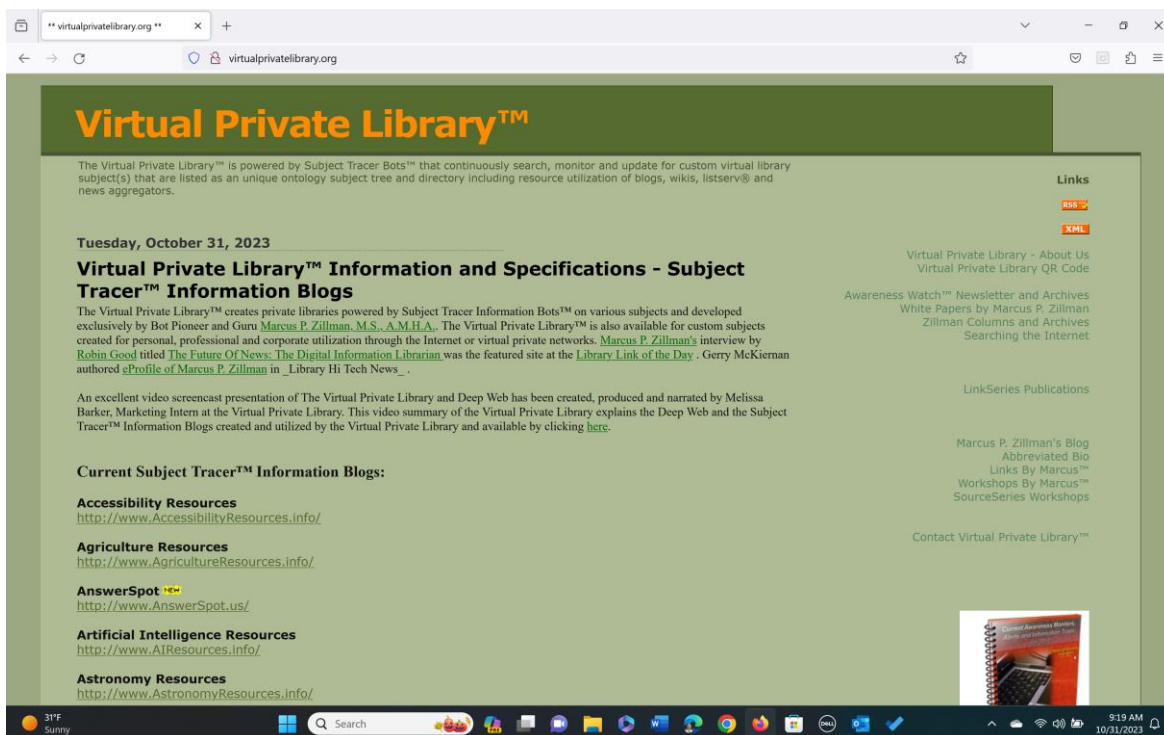 ** virtualprivatelibrary.org **
virtualprivatelibrary.org
Virtual Private Library™
The Virtual Private Library™ is powered by Subject Tracer Bots™ that continuously search, monitor and update for custom virtual library
subject(s) that are listed as an unique ontology subject tree and directory including resource utilization of blogs, wikis, listserv® and
news aggregators.
Tuesday, October 31, 2023
Virtual Private Library™ Information and Specifications - Subject
Tracer™ Information Blogs
The Virtual Private Library™ creates private libraries powered by Subject Tracer Information Bots™ on various subjects and developed
exclusively by Bot Pioneer and Guru Marcus P. Zillman, M.S., A.M.H.A.. The Virtual Private Library™ is also available for custom subjects
created for personal, professional and corporate utilization through the Internet or virtual private networks. Marcus P. Zillman's interview by
Robin Good titled The Future Of News: The Digital Information Librarian was the featured site at the Library Link of the Day . Gerry McKiernan
authored eProfile of Marcus P. Zillman in _Library Hi Tech News_ .
An excellent video screencast presentation of The Virtual Private Library and Deep Web has been created, produced and narrated by Melissa
Barker, Marketing Intern at the Virtual Private Library. This video summary of the Virtual Private Library explains the Deep Web and the Subject
Tracer™ Information Blogs created and utilized by the Virtual Private Library and available by clicking here.
Current Subject Tracer™ Information Blogs:
Accessibility Resources
http://www.AccessibilityResources.info/
Agriculture Resources
http://www.AgricultureResources.info/
AnswerSpot NEW
http://www.AnswerSpot.us/
Artificial Intelligence Resources
http://www.AIResources.info/
Astronomy Resources
http://www.AstronomyResources.info/
Links
RSS
XML
Virtual Private Library - About Us
Virtual Private Library QR Code
Awareness Watch™ Newsletter and Archives
White Papers by Marcus P. Zillman
Zillman Columns and Archives
Searching the Internet
LinkSeries Publications
Marcus P. Zillman's Blog
Abbreviated Bio
Links By Marcus™
Workshops By Marcus™
SourceSeries Workshops
Contact Virtual Private Library™
Current Awareness Monitors,
Alerts and Information Traps
31°F
Sunny
Search
DELL
9:19 AM
10/31/2023